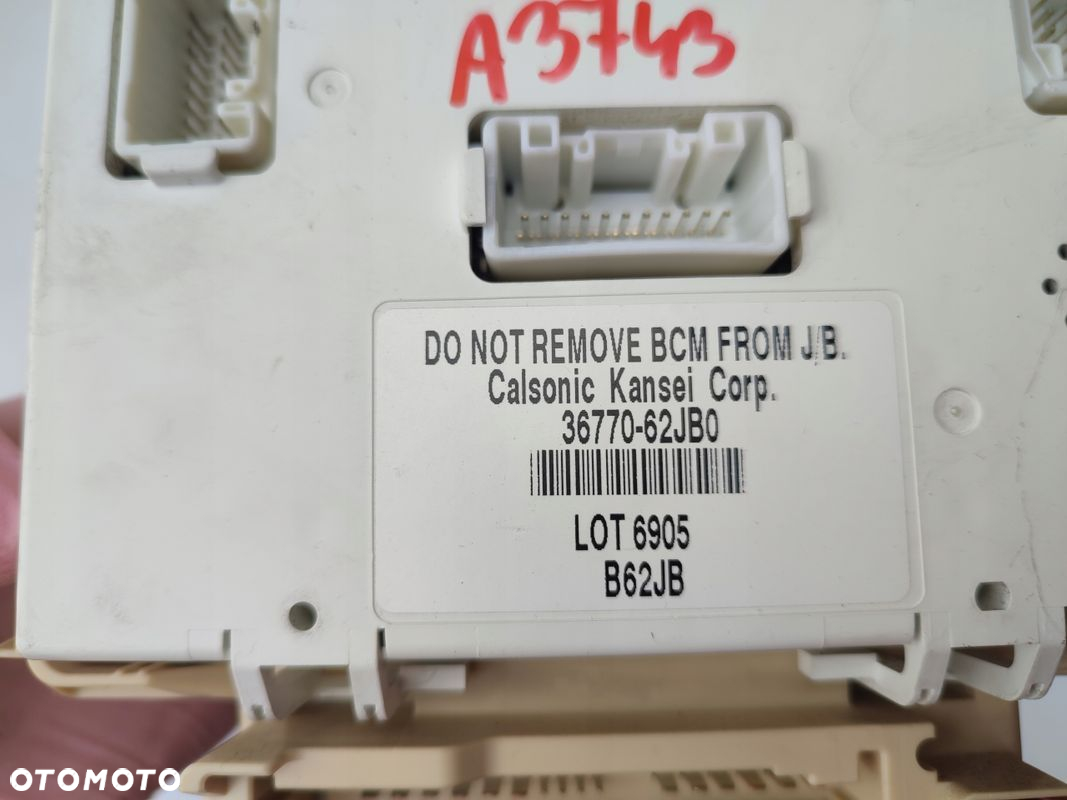 A3743
DO NOT REMOVE BCM FROM J/B.
Calsonic Kansei Corp.
36770-62JB0
LOT 6905
B62JB
OTOMOTO